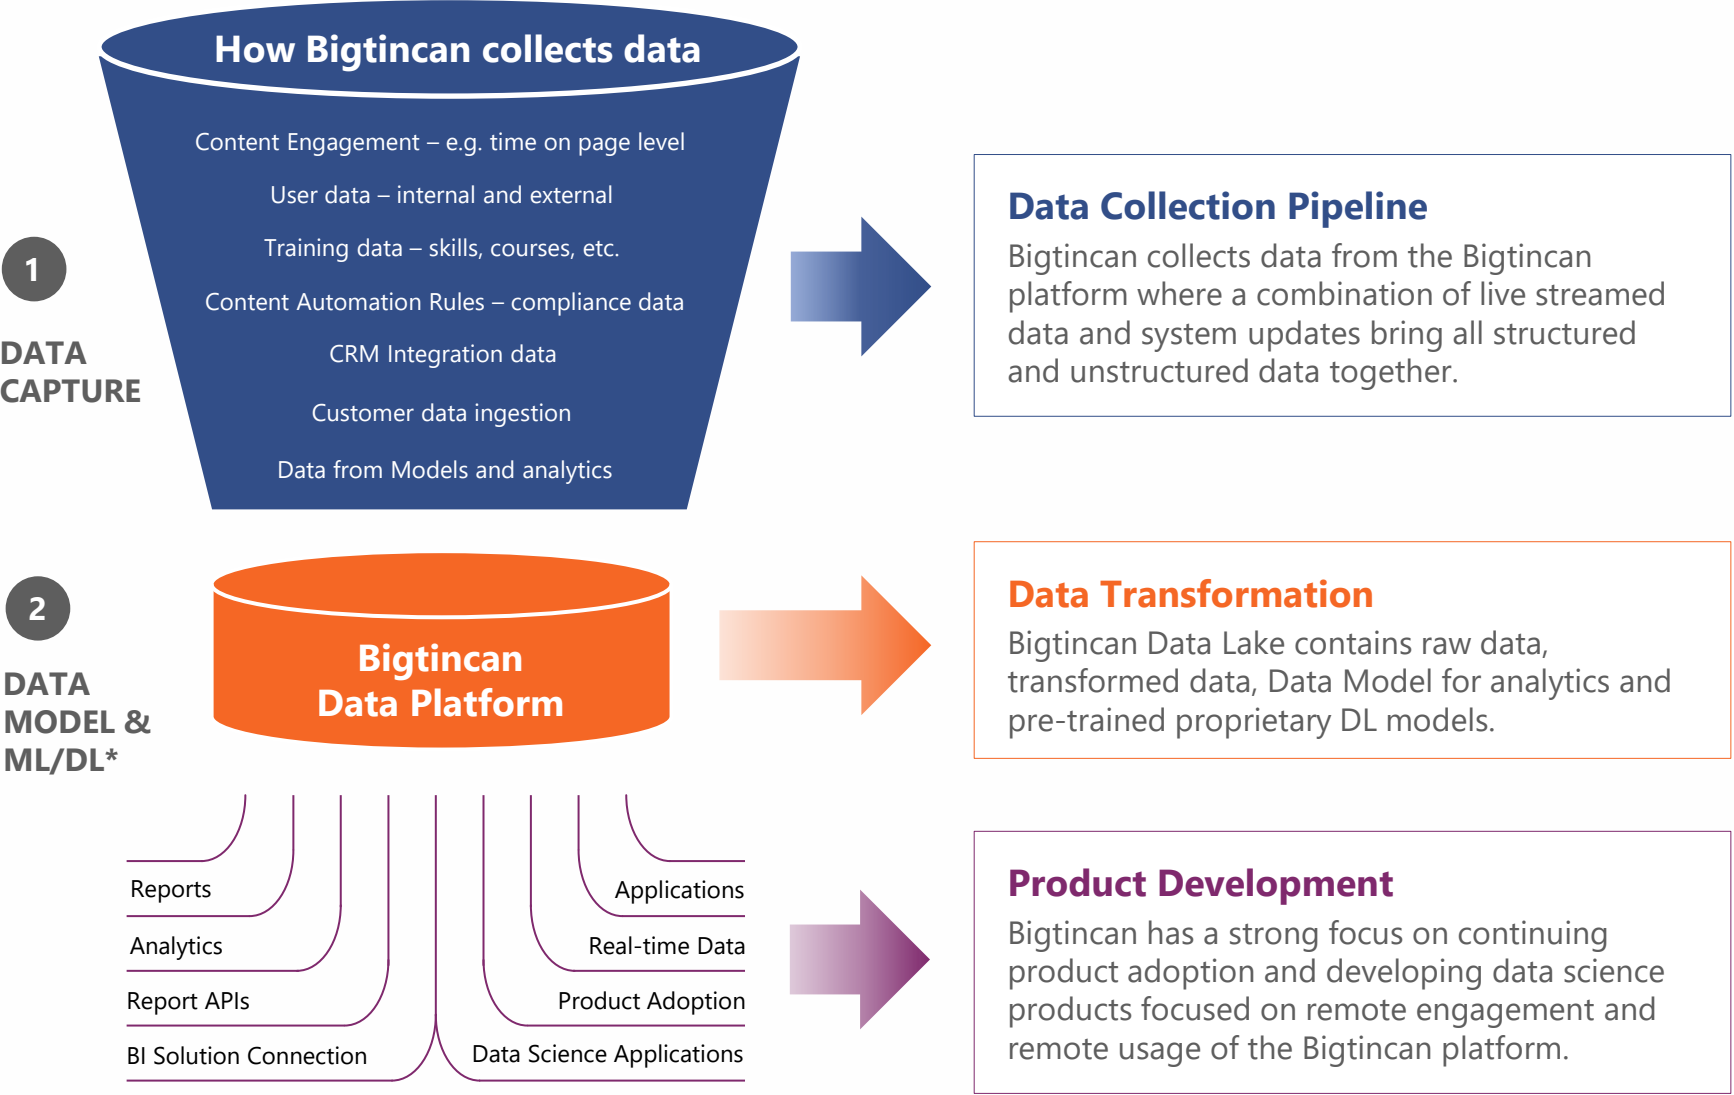 How Bigtincan collects data
Content Engagement – e.g. time on page level
User data – internal and external
Training data – skills, courses, etc.
Content Automation Rules – compliance data
CRM Integration data
Customer data ingestion
Data from Models and analytics
1
DATA
CAPTURE
Data Collection Pipeline
Bigtincan collects data from the Bigtincan
platform where a combination of live streamed
data and system updates bring all structured
and unstructured data together.
2
DATA
MODEL &
ML/DL*
Bigtincan
Data Platform
Data Transformation
Bigtincan Data Lake contains raw data,
transformed data, Data Model for analytics and
pre-trained proprietary DL models.
Reports
Analytics
Report APIs
BI Solution Connection
Applications
Real-time Data
Product Adoption
Data Science Applications
Product Development
Bigtincan has a strong focus on continuing
product adoption and developing data science
products focused on remote engagement and
remote usage of the Bigtincan platform.